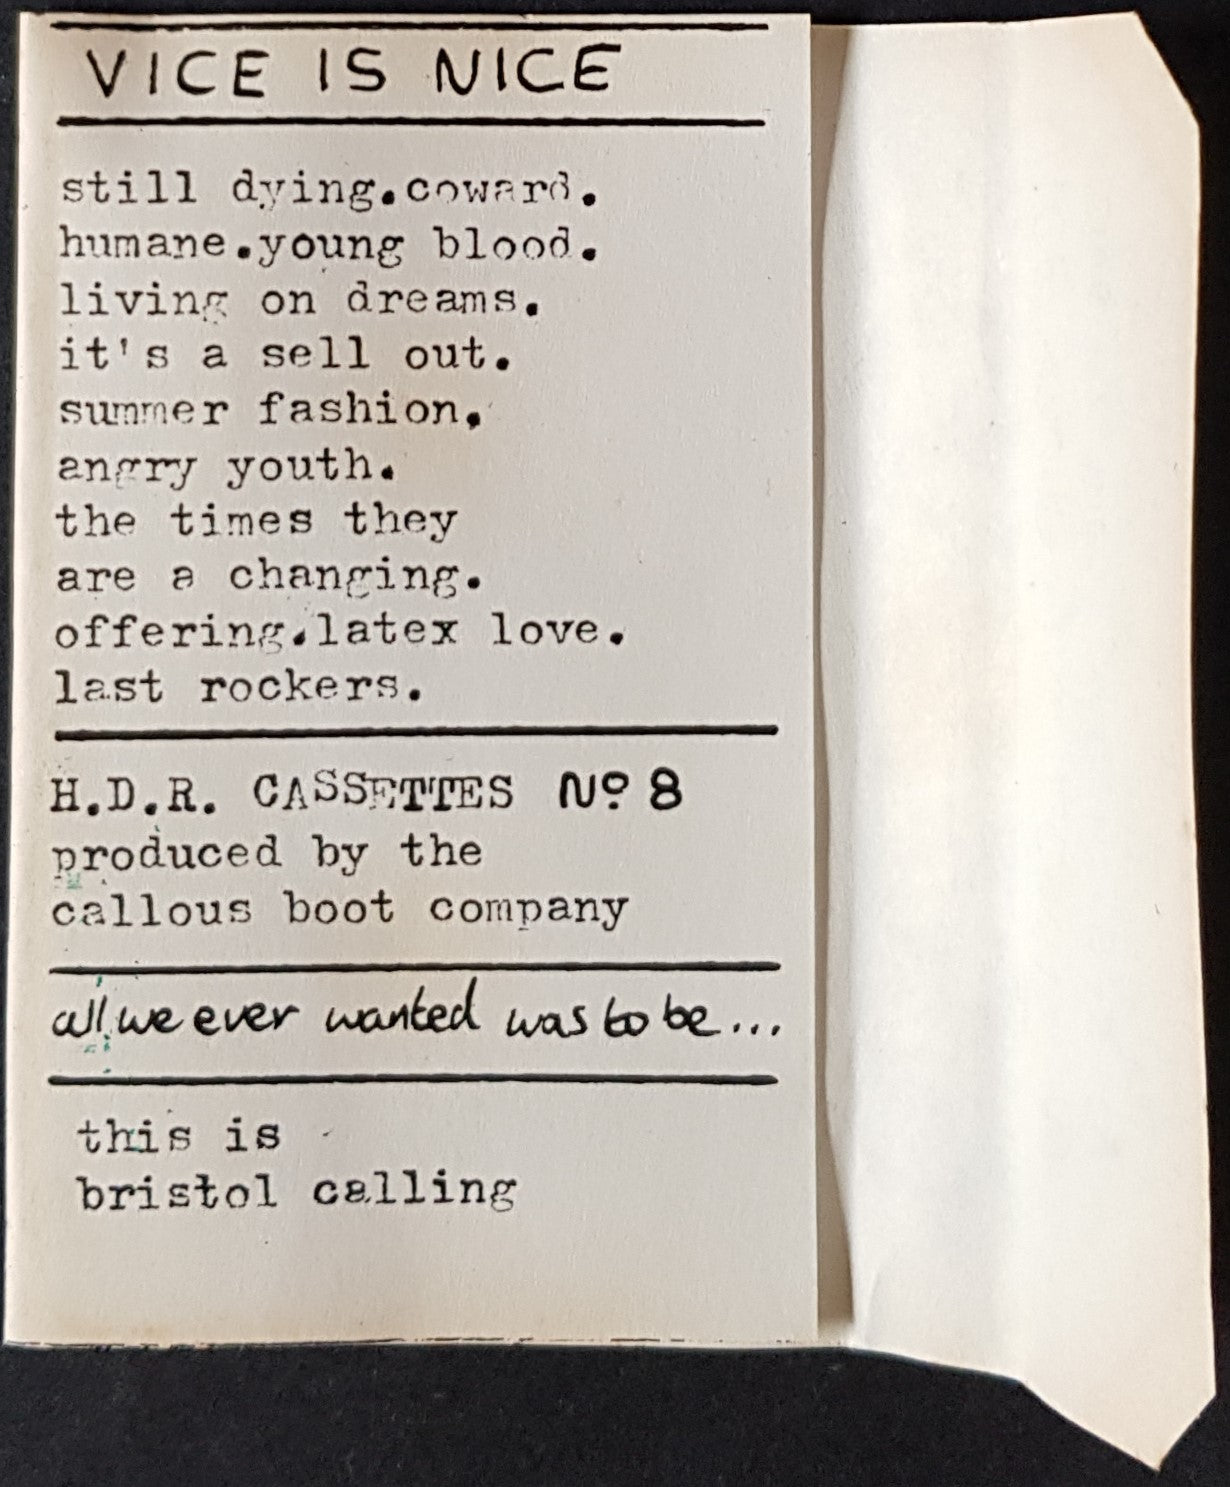 VICE IS NICE
still dying.coward.
humane.young blood.
living on dreams.
it's a sell out.
summer fashion,
angry youth.
the times they
are a changing.
offering.latex love.
last rockers.
H.D.R. CASSETTES Nº 8
produced by the
callous boot company
all we ever wanted was to be...
this is
bristol calling